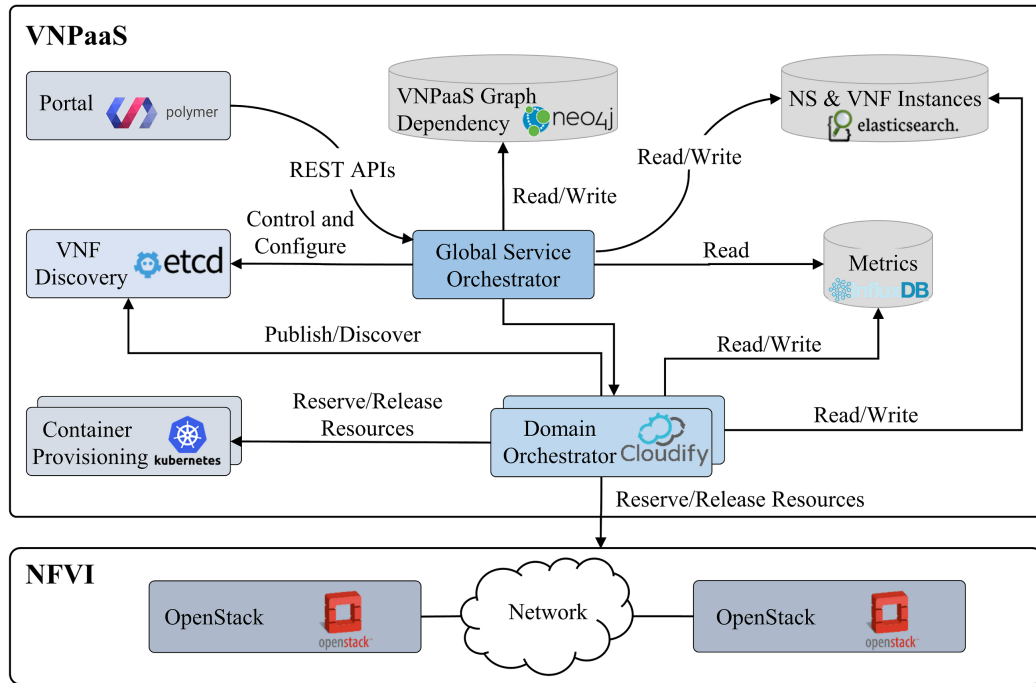 VNPaaS
Portal
polymer
VNPaaS Graph
Dependency
neo4j
NS & VNF Instances
elasticsearch.
REST APIs
Read/Write
Read/Write
Control and
Configure
VNF
Discovery
etcd
Global Service
Orchestrator
Read
Metrics
InfluxDB
Publish/Discover
Read/Write
Reserve/Release
Resources
Read/Write
Container
Provisioning
kubernetes
Domain
Orchestrator
Cloudify
Reserve/Release Resources
NFVI
OpenStack
openstack™
Network
OpenStack
openstack™